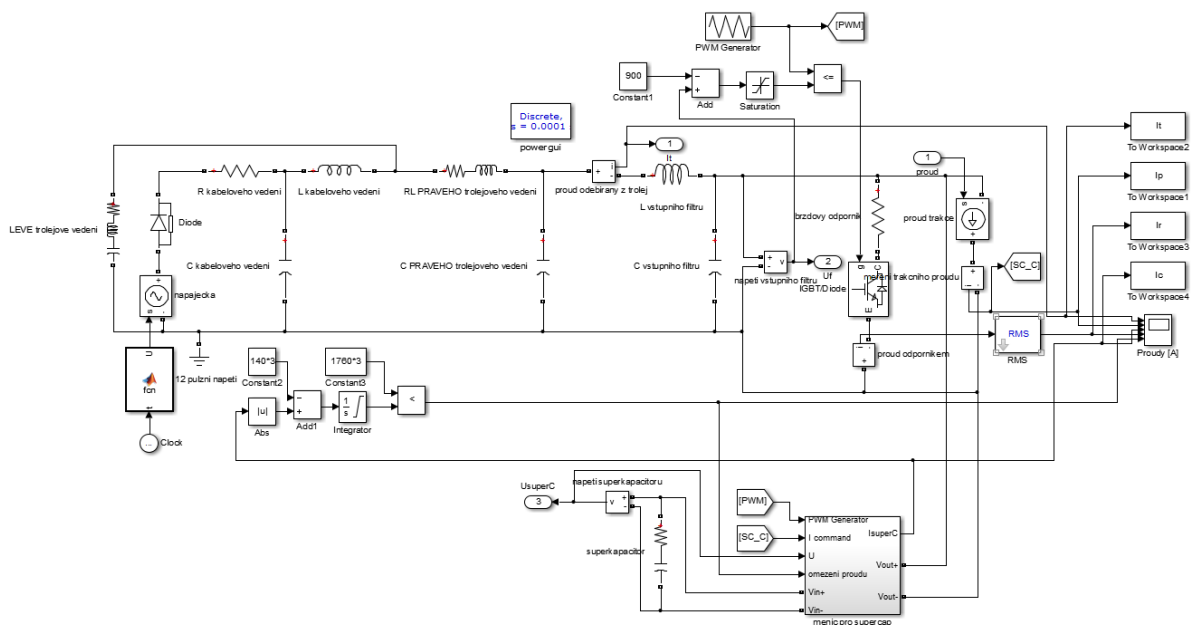 PWM Generator
[PWM]
900
Constant1
Add
Saturation
<=
Discrete,
s = 0.0001
powergui
1
It
proud odebirany z trolej
R kabeloveho vedeni
L kabeloveho vedeni
RL PRAVEHO trolejoveho vedeni
L vstupniho filtru
LEVE trolejove vedeni
Diode
C kabeloveho vedeni
C PRAVEHO trolejoveho vedeni
C vstupniho filtru
brzdovy odpornik
1
proud
proud trakce
napeti vstupniho filtru
2
Uf
IGBT/Diode
mereni trakcniho proudu
[SC_C]
It
To Workspace2
Ip
To Workspace1
Ir
To Workspace3
Ic
To Workspace4
Proudy [A]
RMS
RMS
proud odpornikem
napajecka
U
fcn
t
12 pulzni napeti
Clock
140*3
Constant2
1760*3
Constant3
|u|
Abs
Add1
1
s
Integrator
<
UsuperC
3
napeti superkapacitoru
superkapacitor
[PWM]
[SC_C]
PWM Generator
I command
U
omezeni proudu
Vin+
Vin-
IsuperC
Vout+
Vout-
menic pro supercap